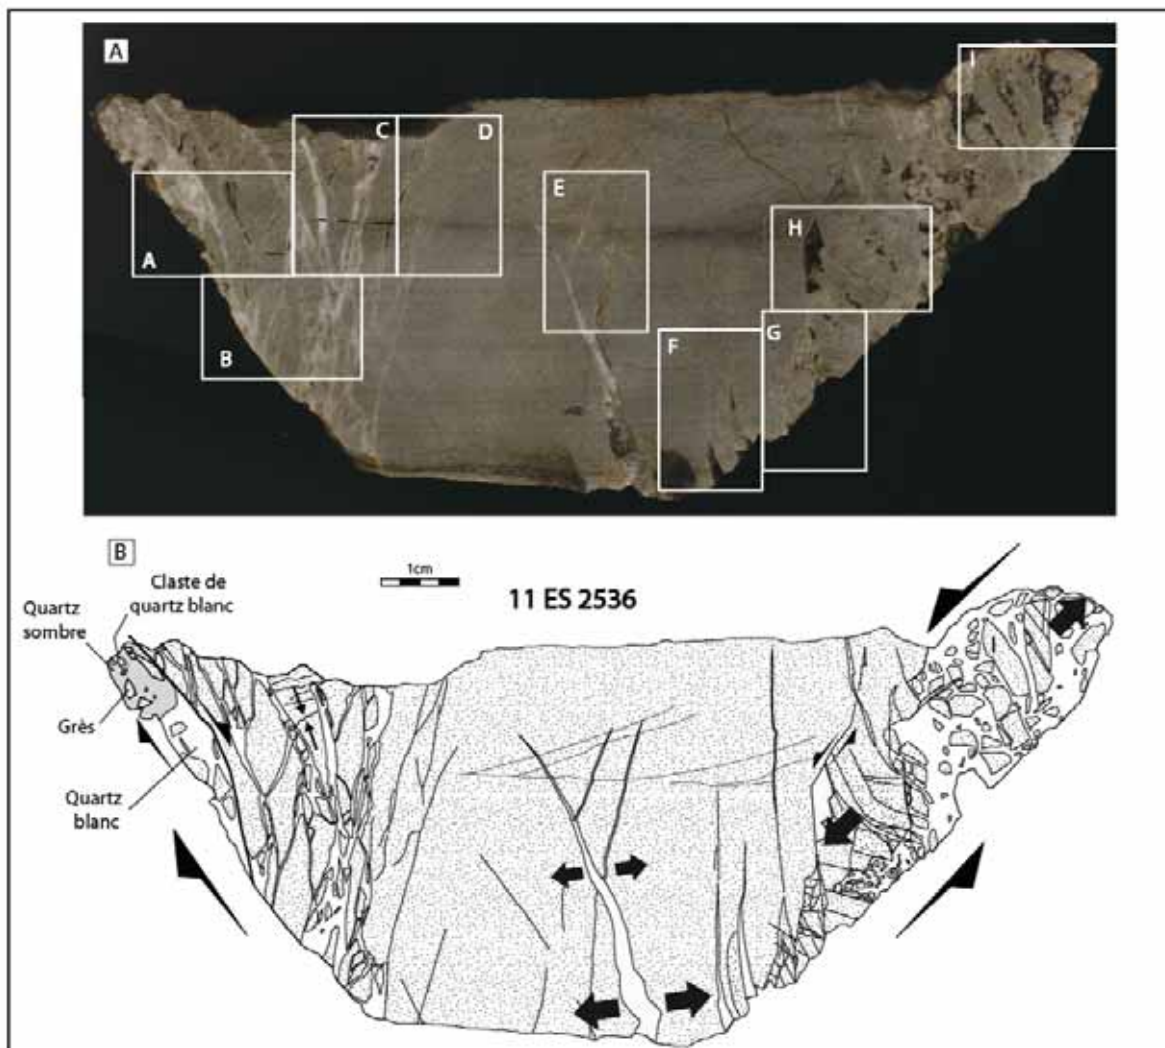 A
I
C
D
E
H
A
B
G
F
B
1cm
11 ES 2536
Claste de
quartz blanc
Quartz
sombre
Grès
Quartz
blanc